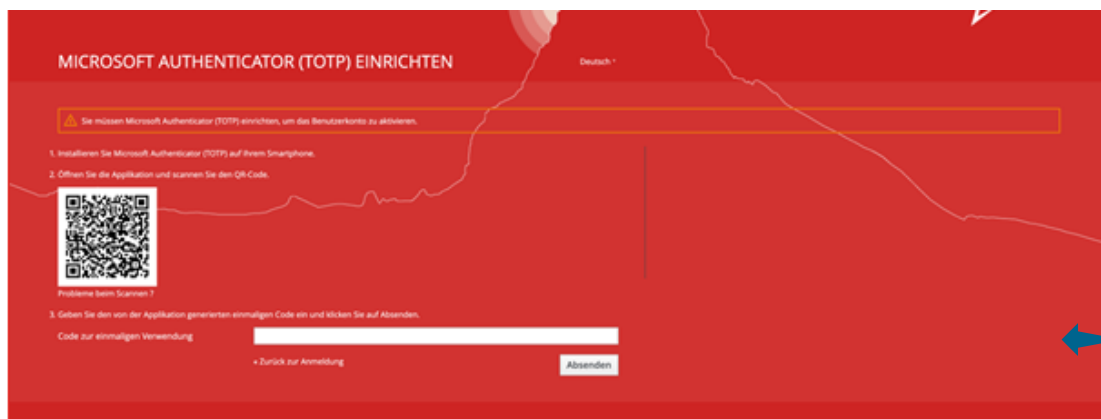 MICROSOFT AUTHENTICATOR (TOTP) EINRICHTEN
Deutsch
Sie müssen Microsoft Authenticator (TOTP) einrichten, um das Benutzerkonto zu aktivieren.
1. Installieren Sie Microsoft Authenticator (TOTP) auf Ihrem Smartphone.
2. Öffnen Sie die Applikation und scannen Sie den QR-Code.
Probleme beim Scannen ?
3. Geben Sie den von der Applikation generierten einmaligen Code ein und klicken Sie auf Absenden.
Code zur einmaligen Verwendung
« Zurück zur Anmeldung
Absenden